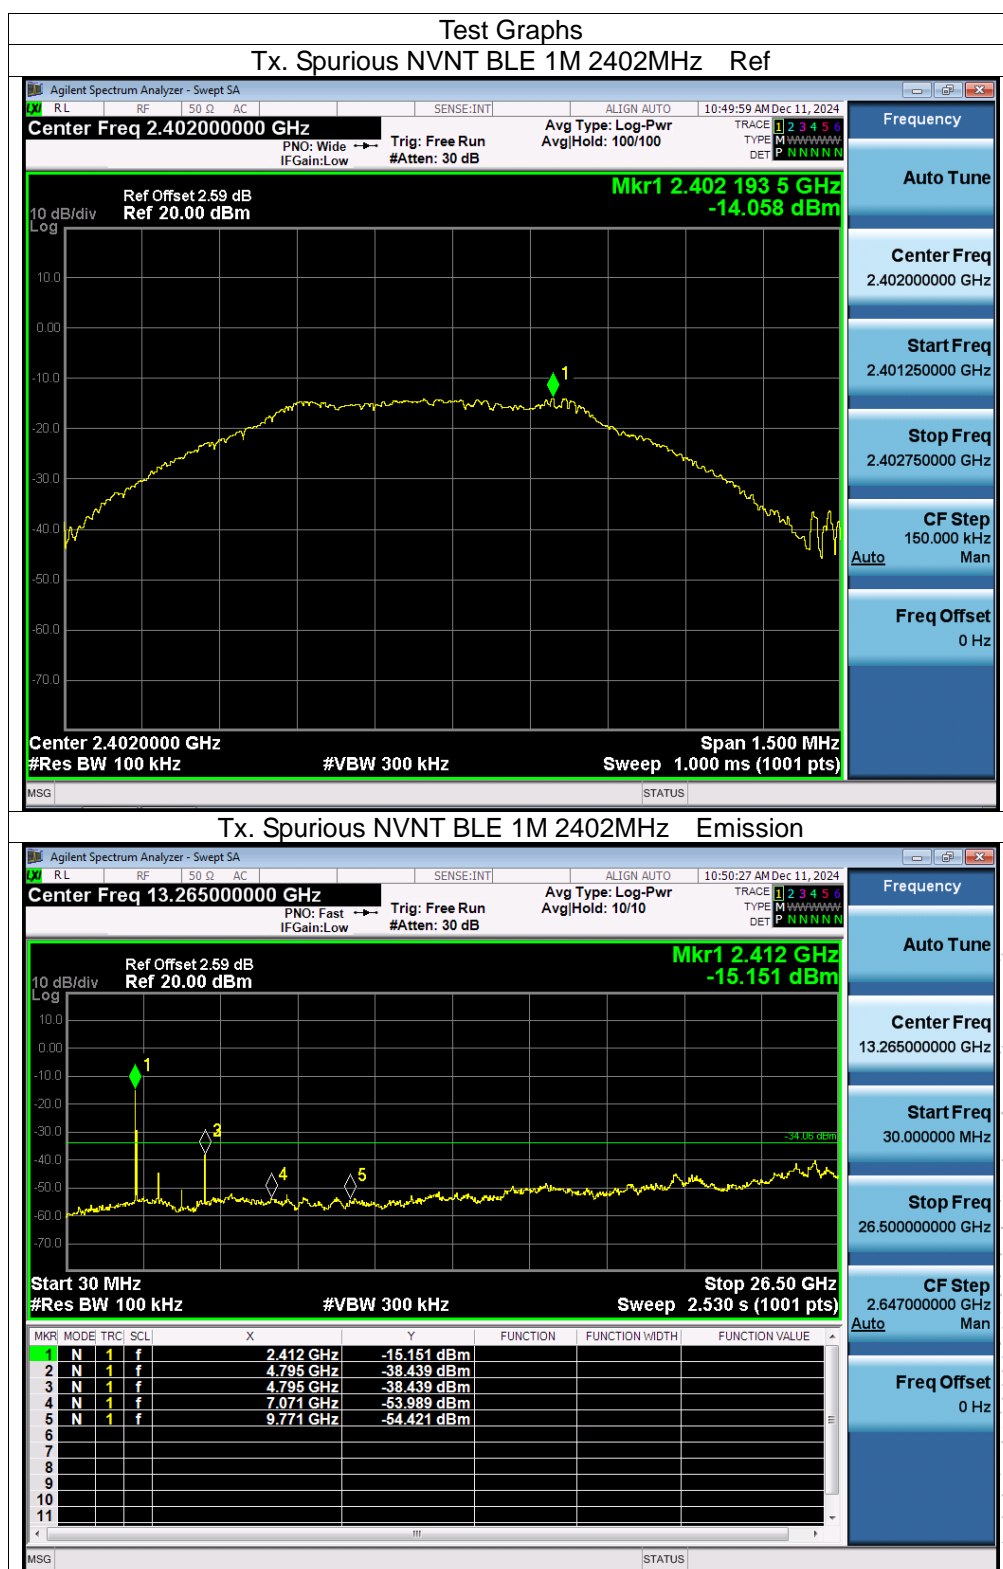 Test Graphs
Tx. Spurious NVNT BLE 1M 2402MHz Ref
Agilent Spectrum Analyzer - Swept SA
LXI RL RF 50 Ω AC SENSE:INT ALIGN AUTO 10:49:59 AM Dec 11, 2024
Center Freq 2.402000000 GHz
PNO: Wide
IFGain:Low
Trig: Free Run
#Atten: 30 dB
Avg Type: Log-Pwr
Avg|Hold: 100/100
TRACE 1 2 3 4 5 6
TYPE M W W W W W
DET P N N N N N
Frequency
Mkr1 2.402 193 5 GHz
-14.058 dBm
Ref Offset 2.59 dB
10 dB/div Ref 20.00 dBm
Log
10.0
0.00
-10.0
-20.0
-30.0
-40.0
-50.0
-60.0
-70.0
1
Center 2.4020000 GHz Span 1.500 MHz
#Res BW 100 kHz #VBW 300 kHz Sweep 1.000 ms (1001 pts)
Auto Tune
Center Freq
2.402000000 GHz
Start Freq
2.401250000 GHz
Stop Freq
2.402750000 GHz
CF Step
150.000 kHz
Auto Man
Freq Offset
0 Hz
MSG STATUS
Tx. Spurious NVNT BLE 1M 2402MHz Emission
Agilent Spectrum Analyzer - Swept SA
LXI RL RF 50 Ω AC SENSE:INT ALIGN AUTO 10:50:27 AM Dec 11, 2024
Center Freq 13.265000000 GHz
PNO: Fast
IFGain:Low
Trig: Free Run
#Atten: 30 dB
Avg Type: Log-Pwr
Avg|Hold: 10/10
TRACE 1 2 3 4 5 6
TYPE M W W W W W
DET P N N N N N
Frequency
Mkr1 2.412 GHz
-15.151 dBm
Ref Offset 2.59 dB
10 dB/div Ref 20.00 dBm
Log
10.0
0.00
-10.0
-20.0
-30.0
-40.0
-50.0
-60.0
-70.0
1
3
4
5
-34.06 dBm
Start 30 MHz Stop 26.50 GHz
#Res BW 100 kHz #VBW 300 kHz Sweep 2.530 s (1001 pts)
MKR MODE TRC SCL X Y FUNCTION FUNCTION WIDTH FUNCTION VALUE
1 N 1 f 2.412 GHz -15.151 dBm
2 N 1 f 4.795 GHz -38.439 dBm
3 N 1 f 4.795 GHz -38.439 dBm
4 N 1 f 7.071 GHz -53.989 dBm
5 N 1 f 9.771 GHz -54.421 dBm
6
7
8
9
10
11
Auto Tune
Center Freq
13.265000000 GHz
Start Freq
30.000000 MHz
Stop Freq
26.500000000 GHz
CF Step
2.647000000 GHz
Auto Man
Freq Offset
0 Hz
MSG STATUS